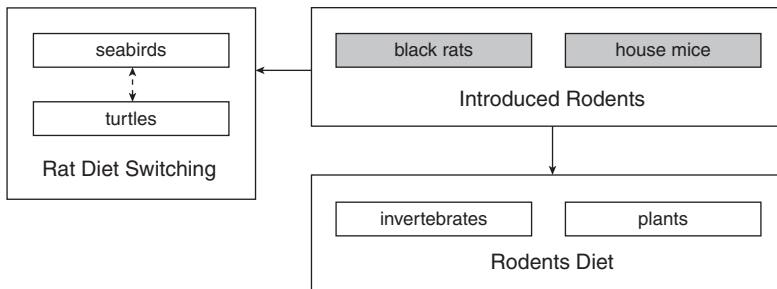 seabirds
turtles
Rat Diet Switching
black rats
house mice
Introduced Rodents
invertebrates
plants
Rodents Diet